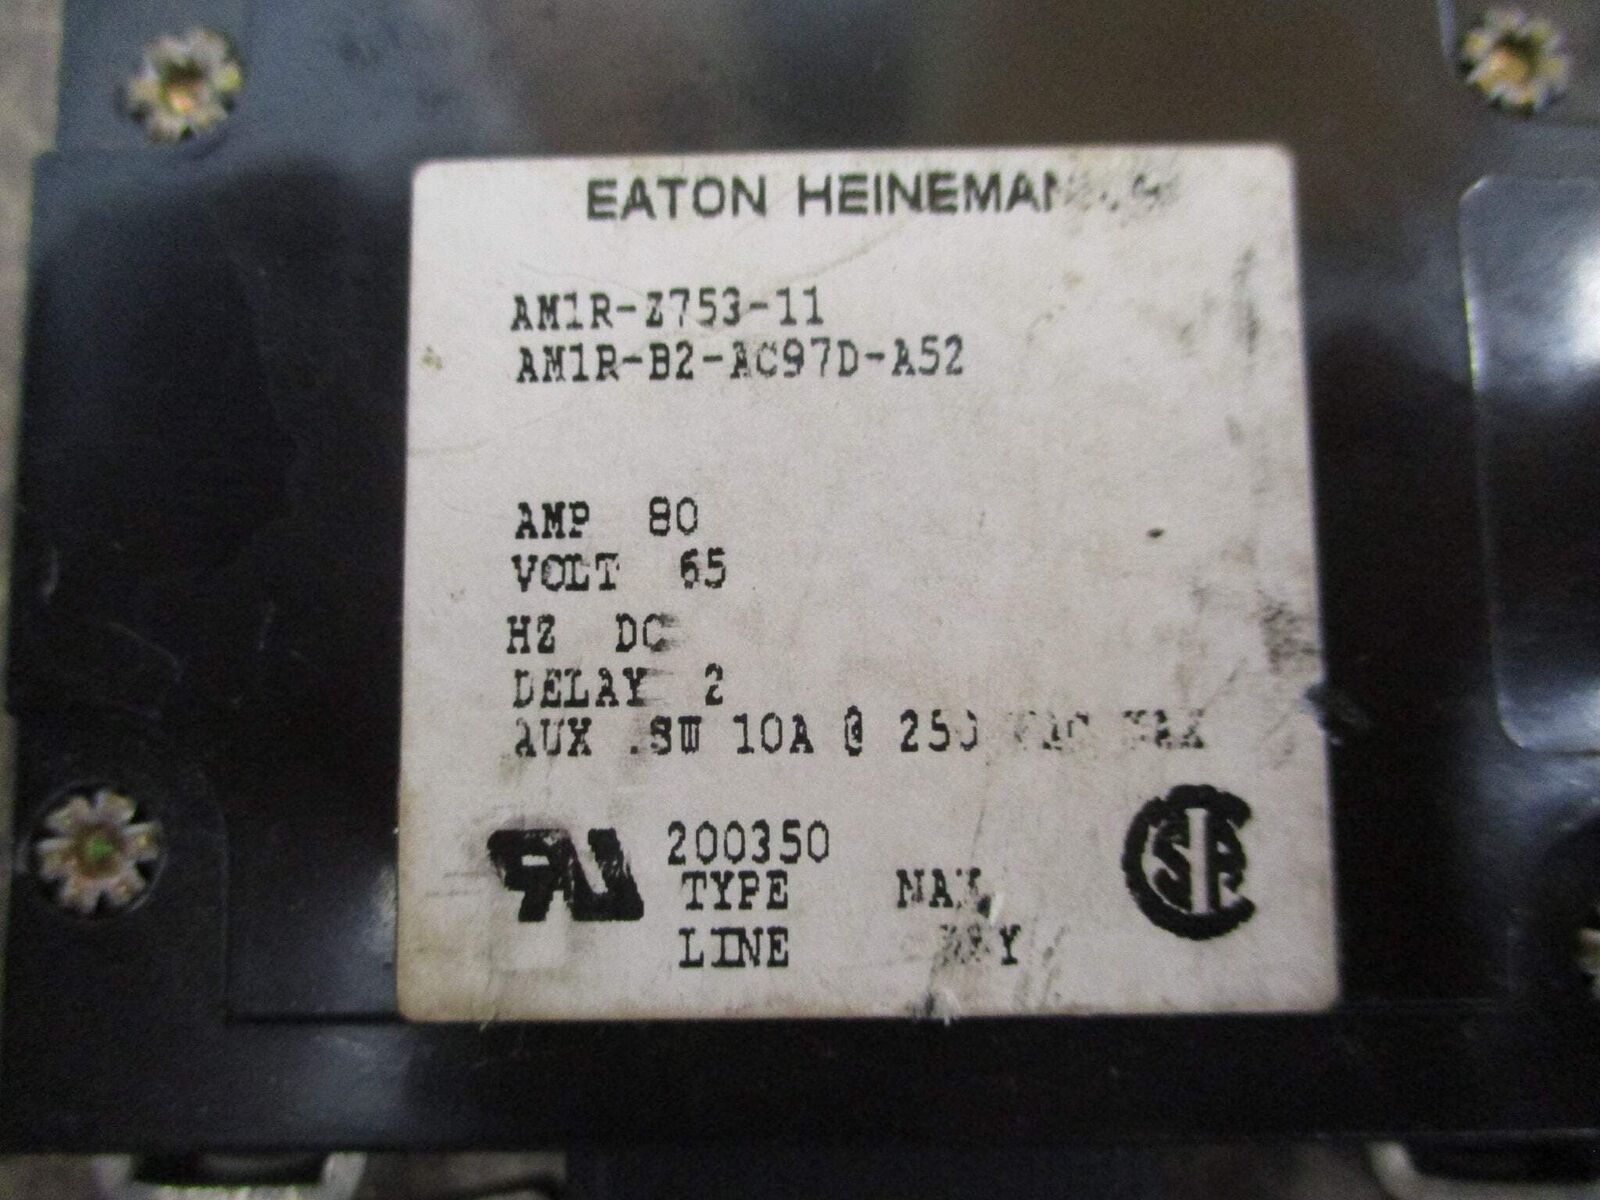 EATON
AM1R-Z753-11
AM1R-B2-AC97D-A52
AMP 80
VOLT 65
HZ DC
DELAY 2
AUX .SW 10A @ 250
RU 200350
TYPE
LINE